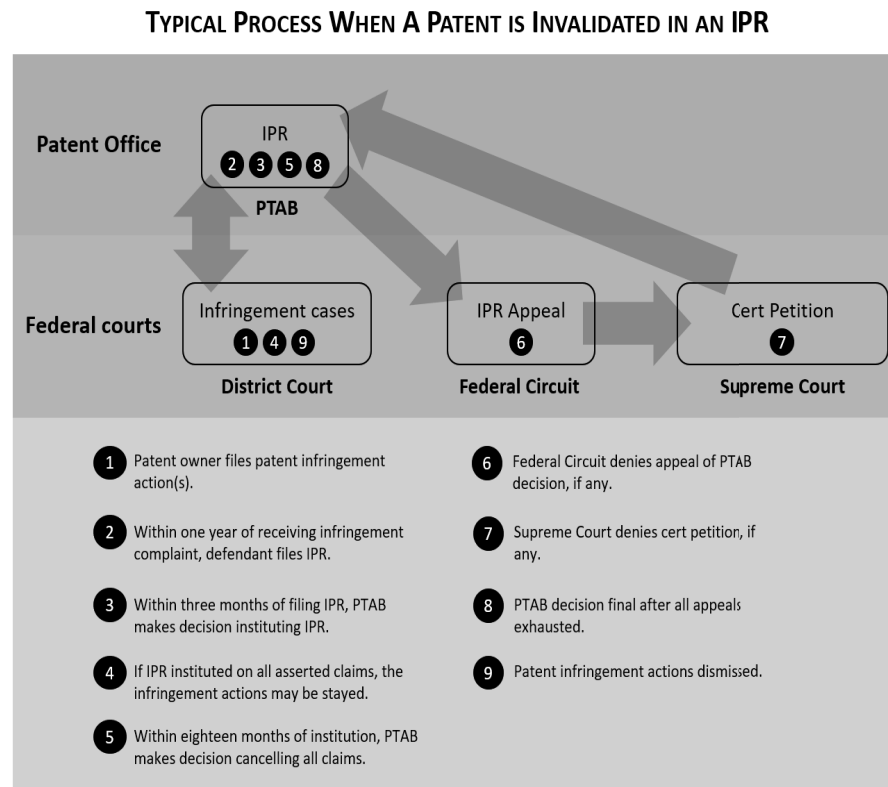 TYPICAL PROCESS WHEN A PATENT IS INVALIDATED IN AN IPR
Patent Office
IPR
2 3 5 8
PTAB
Federal courts
Infringement cases
1 4 9
District Court
IPR Appeal
6
Federal Circuit
Cert Petition
7
Supreme Court
1 Patent owner files patent infringement
action(s).
2 Within one year of receiving infringement
complaint, defendant files IPR.
3 Within three months of filing IPR, PTAB
makes decision instituting IPR.
4 If IPR instituted on all asserted claims, the
infringement actions may be stayed.
5 Within eighteen months of institution, PTAB
makes decision cancelling all claims.
6 Federal Circuit denies appeal of PTAB
decision, if any.
7 Supreme Court denies cert petition, if
any.
8 PTAB decision final after all appeals
exhausted.
9 Patent infringement actions dismissed.